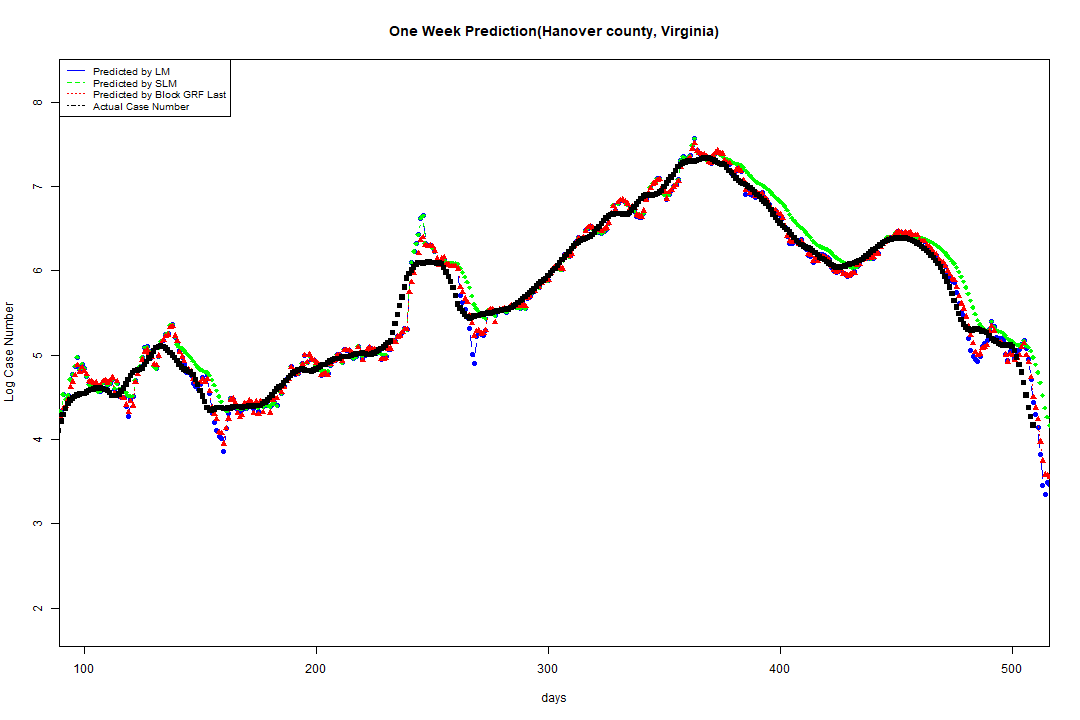 One Week Prediction(Hanover county, Virginia)
Predicted by LM
Predicted by SLM
Predicted by Block GRF Last
Actual Case Number
Log Case Number
8
7
6
5
4
3
2
100 200 300 400 500
days